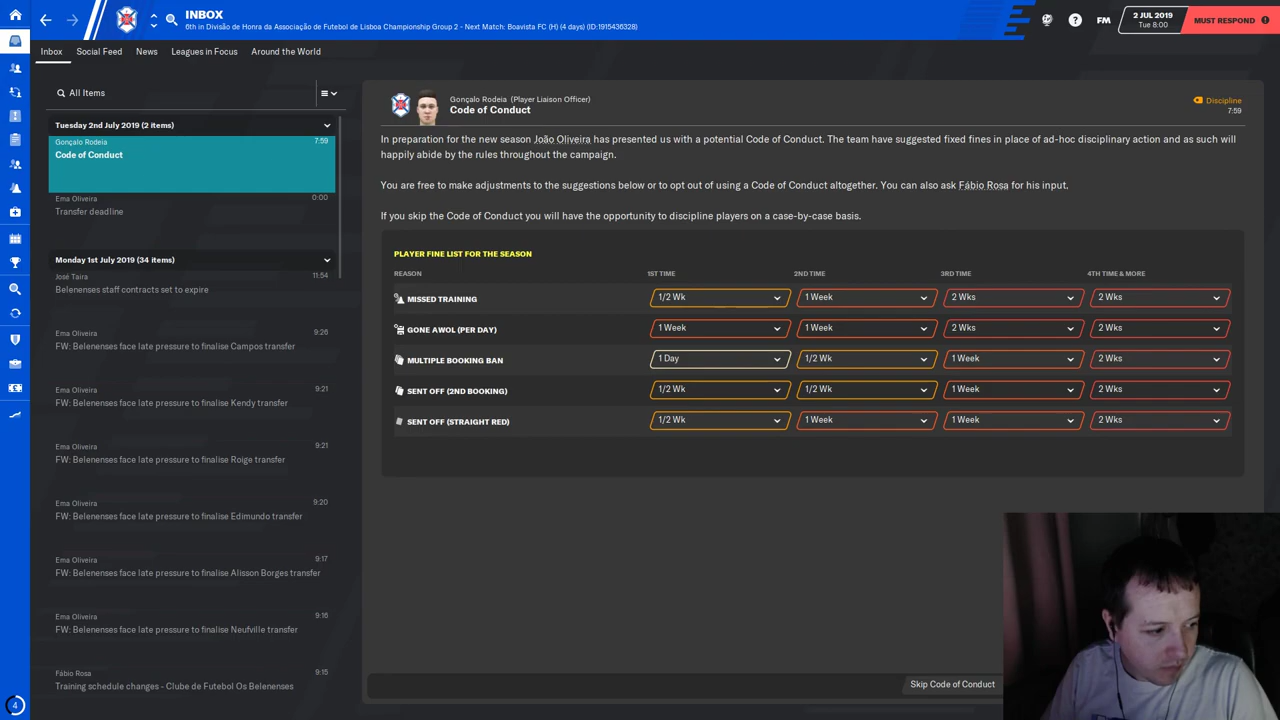 INBOX
6th in Divisão de Honra da Associação de Futebol de Lisboa Championship Group 2 - Next Match: Boavista FC (H) (4 days) (ID:1915436328)
FM
2 JUL 2019
Tue 8:00
MUST RESPOND
Inbox
Social Feed
News
Leagues in Focus
Around the World
All Items
Tuesday 2nd July 2019 (2 items)
Gonçalo Rodeia
7:59
Code of Conduct
Ema Oliveira
0:00
Transfer deadline
Monday 1st July 2019 (34 items)
José Taira
11:54
Belenenses staff contracts set to expire
Ema Oliveira
9:26
FW: Belenenses face late pressure to finalise Campos transfer
Ema Oliveira
9:21
FW: Belenenses face late pressure to finalise Kendy transfer
Ema Oliveira
9:21
FW: Belenenses face late pressure to finalise Roige transfer
Ema Oliveira
9:20
FW: Belenenses face late pressure to finalise Edimundo transfer
Ema Oliveira
9:17
FW: Belenenses face late pressure to finalise Alisson Borges transfer
Ema Oliveira
9:16
FW: Belenenses face late pressure to finalise Neufville transfer
Fábio Rosa
9:15
Training schedule changes - Clube de Futebol Os Belenenses
4
Gonçalo Rodeia (Player Liaison Officer)
Code of Conduct
Discipline
7:59
In preparation for the new season João Oliveira has presented us with a potential Code of Conduct. The team have suggested fixed fines in place of ad-hoc disciplinary action and as such will
happily abide by the rules throughout the campaign.
You are free to make adjustments to the suggestions below or to opt out of using a Code of Conduct altogether. You can also ask Fábio Rosa for his input.
If you skip the Code of Conduct you will have the opportunity to discipline players on a case-by-case basis.
PLAYER FINE LIST FOR THE SEASON
REASON 1ST TIME 2ND TIME 3RD TIME 4TH TIME & MORE
MISSED TRAINING 1/2 Wk 1 Week 2 Wks 2 Wks
GONE AWOL (PER DAY) 1 Week 1 Week 2 Wks 2 Wks
MULTIPLE BOOKING BAN 1 Day 1/2 Wk 1 Week 2 Wks
SENT OFF (2ND BOOKING) 1/2 Wk 1/2 Wk 1 Week 2 Wks
SENT OFF (STRAIGHT RED) 1/2 Wk 1 Week 1 Week 2 Wks
Skip Code of Conduct